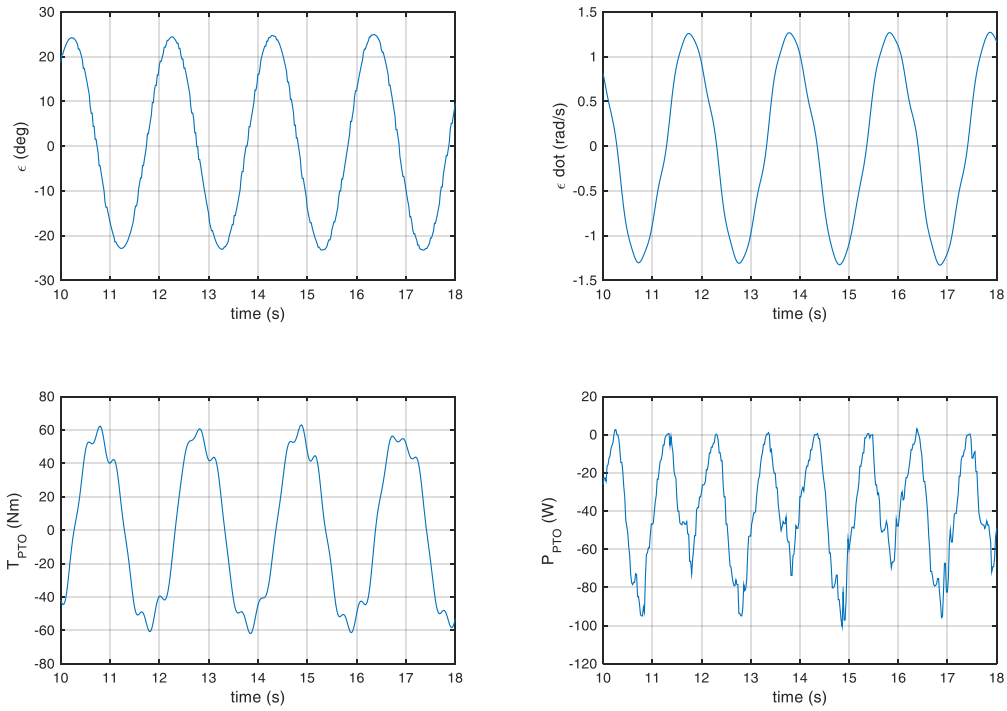 30
20
10
0
-10
-20
-30
ϵ (deg)
10 11 12 13 14 15 16 17 18
time (s)
1.5
1
0.5
0
-0.5
-1
-1.5
ϵ dot (rad/s)
10 11 12 13 14 15 16 17 18
time (s)
80
60
40
20
0
-20
-40
-60
-80
T_PTO (Nm)
10 11 12 13 14 15 16 17 18
time (s)
20
0
-20
-40
-60
-80
-100
-120
P_PTO (W)
10 11 12 13 14 15 16 17 18
time (s)